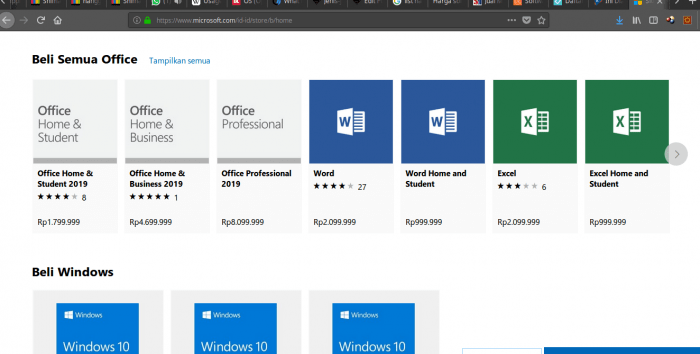 https://www.microsoft.com/id-id/store/b/home
Beli Semua Office Tampilkan semua
Office
Home &
Student
Office
Home &
Business
Office
Professional
Office Home &
Student 2019
8
Rp1.799.999
Office Home &
Business 2019
1
Rp4.699.999
Office Professional
2019
Rp8.099.999
Word
27
Rp2.099.999
Word Home and
Student
Rp999.999
Excel
6
Rp2.099.999
Excel Home and
Student
Rp999.999
Beli Windows
Windows
Windows 10
Windows
Windows 10
Windows
Windows 10